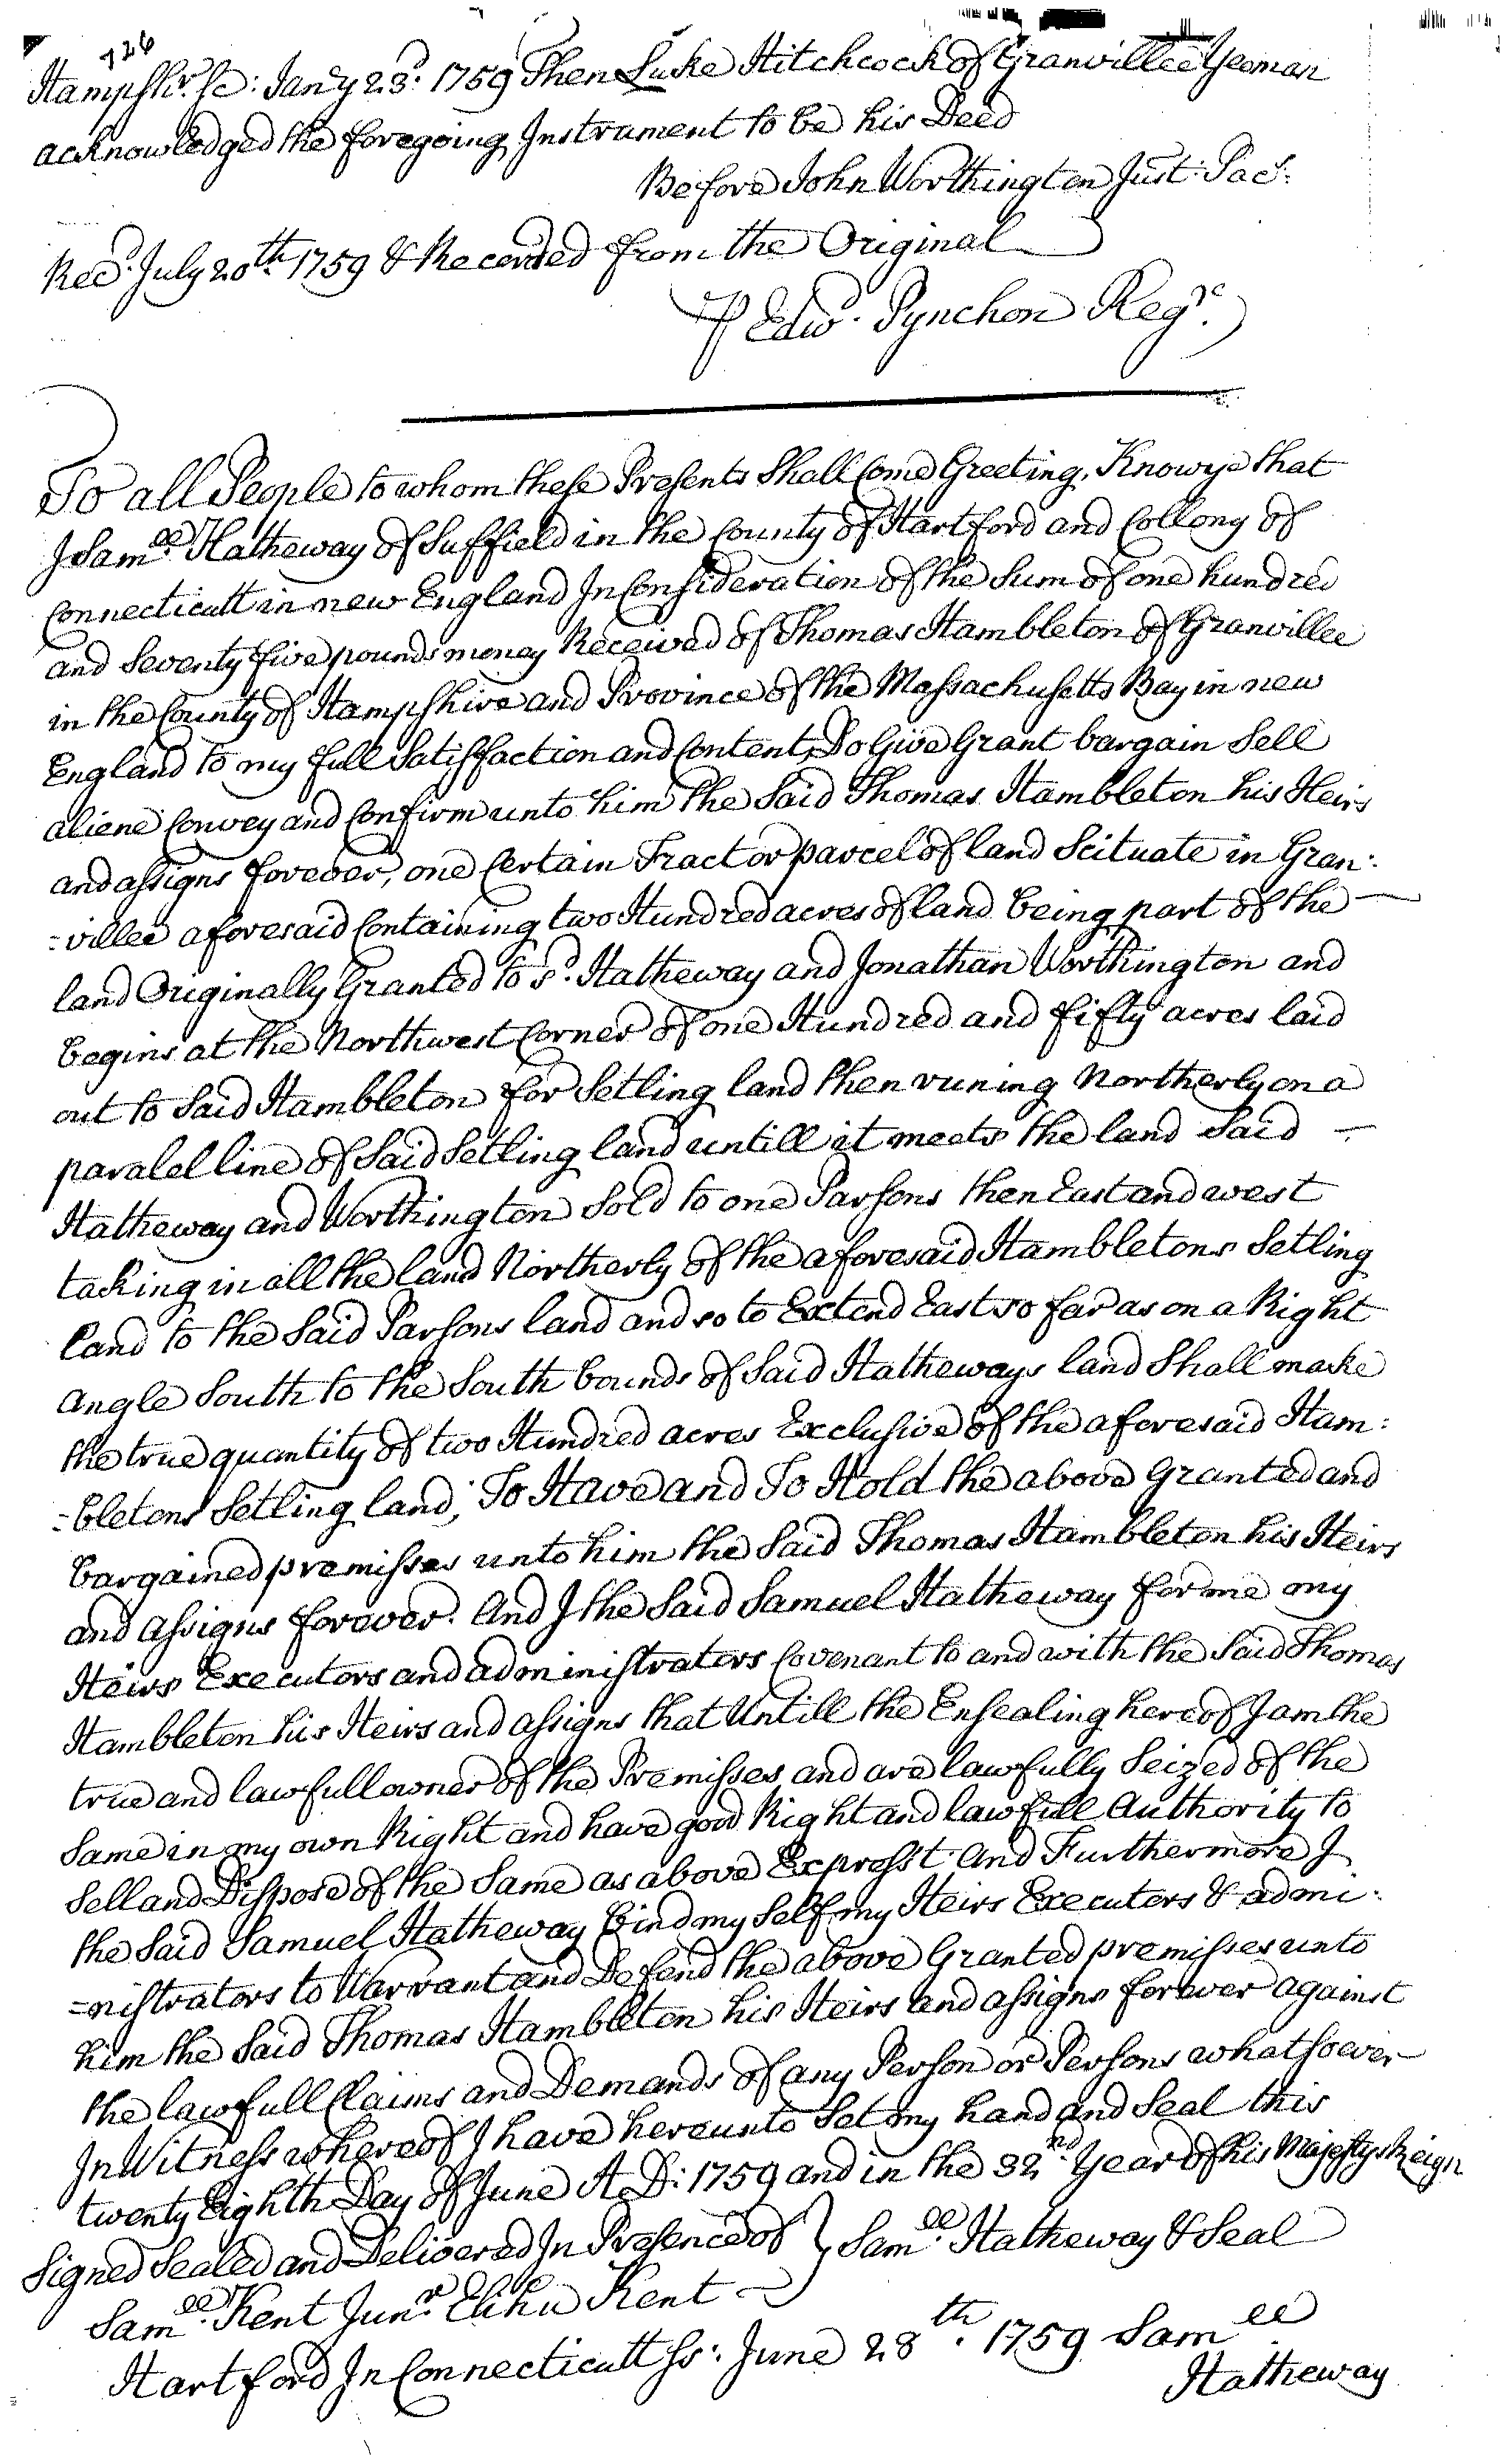 726
Hampshr. Sc: Jany 23d. 1759 Then Luke Hitchcock of Granvillee Yeoman
acknowledged the foregoing Instrument to be his Deed
Before John Worthington Just: Pac:
Recd. July 20th. 1759 & Recorded from the Original
⅌ Edwd. Pynchon Regr.
To all People to whom these Presents Shall Come Greeting, Know ye that
I Samll. Hatheway of Suffield in the County of Hartford and Collony of
Connecticutt in new England In Consideration of the Sum of one hundred
and Seventy five pounds money Received of Thomas Hambleton of Granvillee
in the County of Hampshire and Province of the Massachusetts Bay in new
England to my full Satisfaction and Content, Do Give Grant bargain Sell
aliene Convey and Confirm unto him the Said Thomas Hambleton his Heirs
and assigns forever, one Certain Tract or parcel of land Scituate in Gran:
=villee aforesaid Containing two Hundred acres of land being part of the
land Originally Granted to sd. Hatheway and Jonathan Worthington and
begins at the Northwest Corner of one Hundred and fifty acres laid
out to Said Hambleton for Setling land then runing Northerly on a
paralel line of Said Setling land untill it meets the land Said
Hatheway and Worthington Sold to one Parsons then East and west
taking in all the land Northerly of the aforesaid Hambletons Setling
land to the Said Parsons land and so to Extend East so far as on a Right
angle South to the South bounds of Said Hatheways land Shall make
the true quantity of two Hundred acres Exclusive of the aforesaid Ham:
=bletons Setling land; To Have and To Hold the above Granted and
bargained premisses unto him the Said Thomas Hambleton his Heirs
and assigns forever. And I the Said Samuel Hatheway for me my
Heirs Executors and administrators Covenant to and with the Said Thomas
Hambleton his Heirs and assigns that Untill the Ensealing hereof I am the
true and lawfull owner of the Premisses and are lawfully Seized of the
Same in my own Right and have good Right and lawfull Authority to
Sell and Dispose of the Same as above Expresst And Furthermore I
the Said Samuel Hatheway Bind my Self my Heirs Executers & admi:
=nistrators to Warrant and Defend the above Granted premisses unto
him the Said Thomas Hambleton his Heirs and assigns forever against
the lawfull Claims and Demands of any Person or Persons whatsoever
In Witness whereof I have hereunto Set my hand and Seal this
twenty Eighth Day of June A. D: 1759 and in the 32nd. Year of his Majestys Reign
Signed Sealed and Delivered In Presence of } Samll. Hatheway & Seal
Samll. Kent Junr. Elihu Kent
Hartford In Connecticutt Ss: June 28th. 1759 Samll
Hatheway